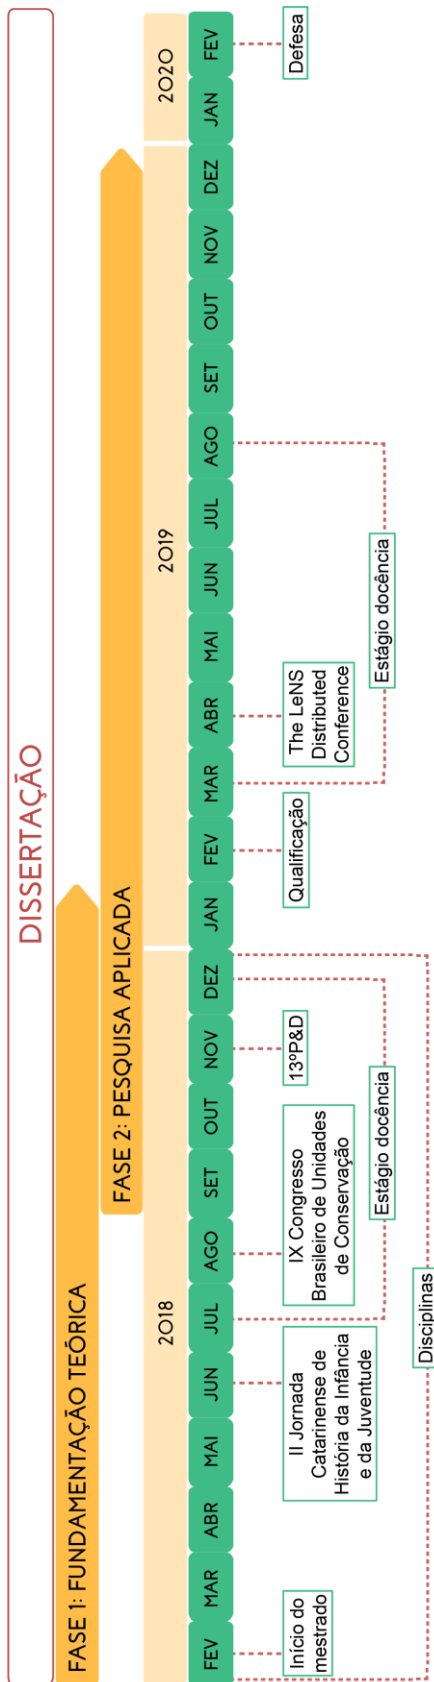 DISSERTAÇÃO
FASE 1: FUNDAMENTAÇÃO TEÓRICA
FASE 2: PESQUISA APLICADA
2018
2019
2020
FEV
MAR
ABR
MAI
JUN
JUL
AGO
SET
OUT
NOV
DEZ
JAN
FEV
MAR
ABR
MAI
JUN
JUL
AGO
SET
OUT
NOV
DEZ
JAN
FEV
Início do
mestrado
II Jornada
Catarinense de
História da Infância
e da Juventude
IX Congresso
Brasileiro de Unidades
de Conservação
13ºP&D
Qualificação
The LeNS
Distributed
Conference
Defesa
Estágio docência
Estágio docência
Disciplinas